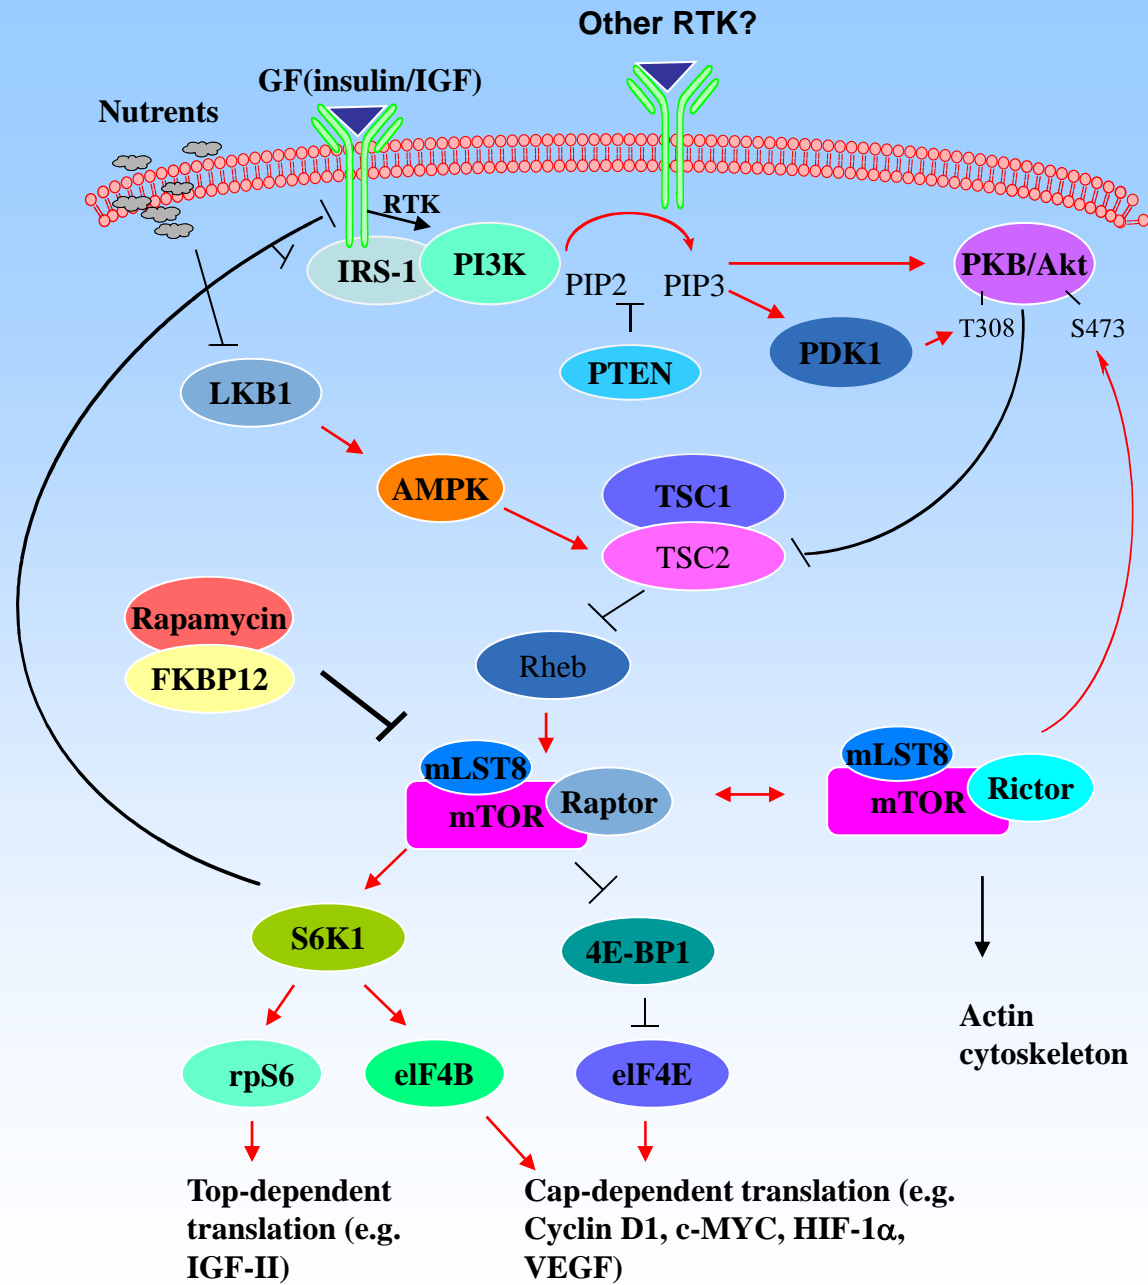 Other RTK?
GF(insulin/IGF)
Nutrents
RTK
IRS-1
PI3K
PIP2
PIP3
PKB/Akt
T308
S473
PDK1
PTEN
LKB1
AMPK
TSC1
TSC2
Rapamycin
FKBP12
Rheb
mLST8
mTOR
Raptor
mLST8
mTOR
Rictor
S6K1
4E-BP1
Actin
cytoskeleton
rpS6
elF4B
elF4E
Top-dependent
translation (e.g.
IGF-II)
Cap-dependent translation (e.g.
Cyclin D1, c-MYC, HIF-1α,
VEGF)